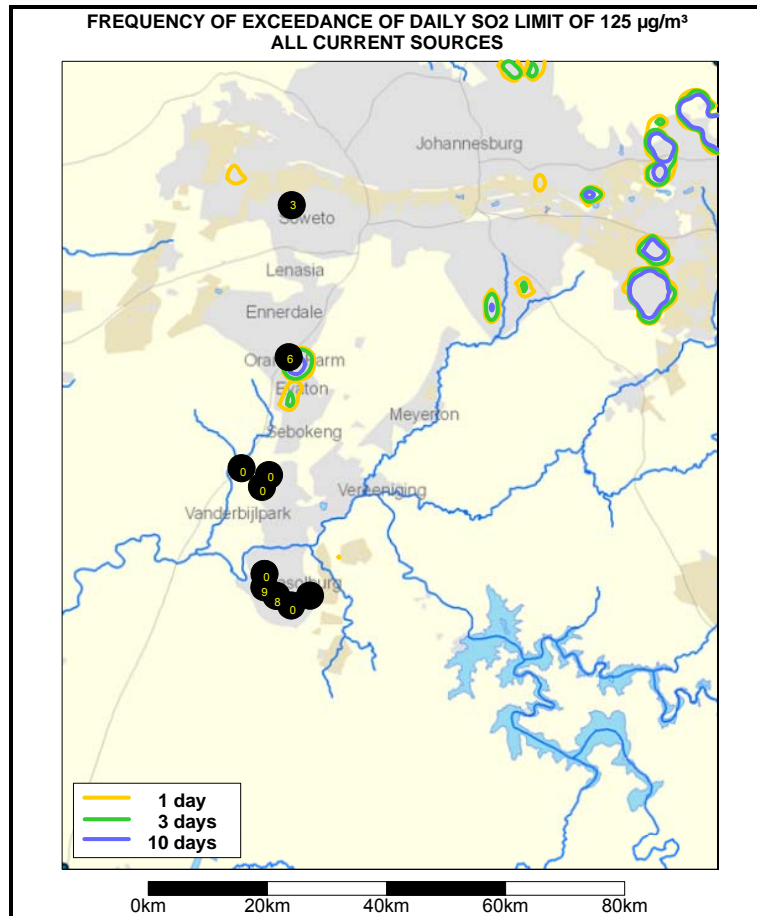 FREQUENCY OF EXCEEDANCE OF DAILY SO2 LIMIT OF 125 µg/m³
ALL CURRENT SOURCES
Johannesburg
3
Soweto
Lenasia
Ennerdale
6
Evaton
Meyerton
Sebokeng
0
0
0
Vereeniging
Vanderbijlpark
0
9
8
0
1 day
3 days
10 days
0km 20km 40km 60km 80km